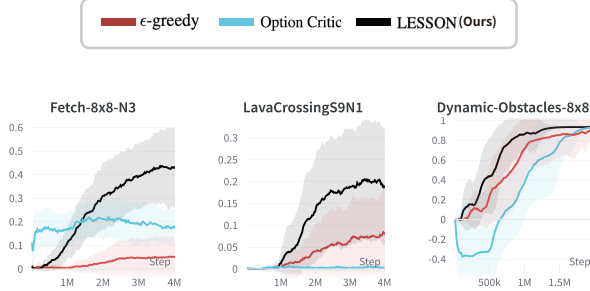 ϵ-greedy Option Critic LESSON(Ours)
Fetch-8x8-N3 LavaCrossingS9N1 Dynamic-Obstacles-8x8
0.6
0.5
0.4
0.3
0.2
0.1
0
Step
1M 2M 3M 4M
0.3
0.25
0.2
0.15
0.1
0.05
0
Step
1M 2M 3M 4M
1
0.8
0.6
0.4
0.2
0
-0.2
-0.4
Step
500k 1M 1.5M